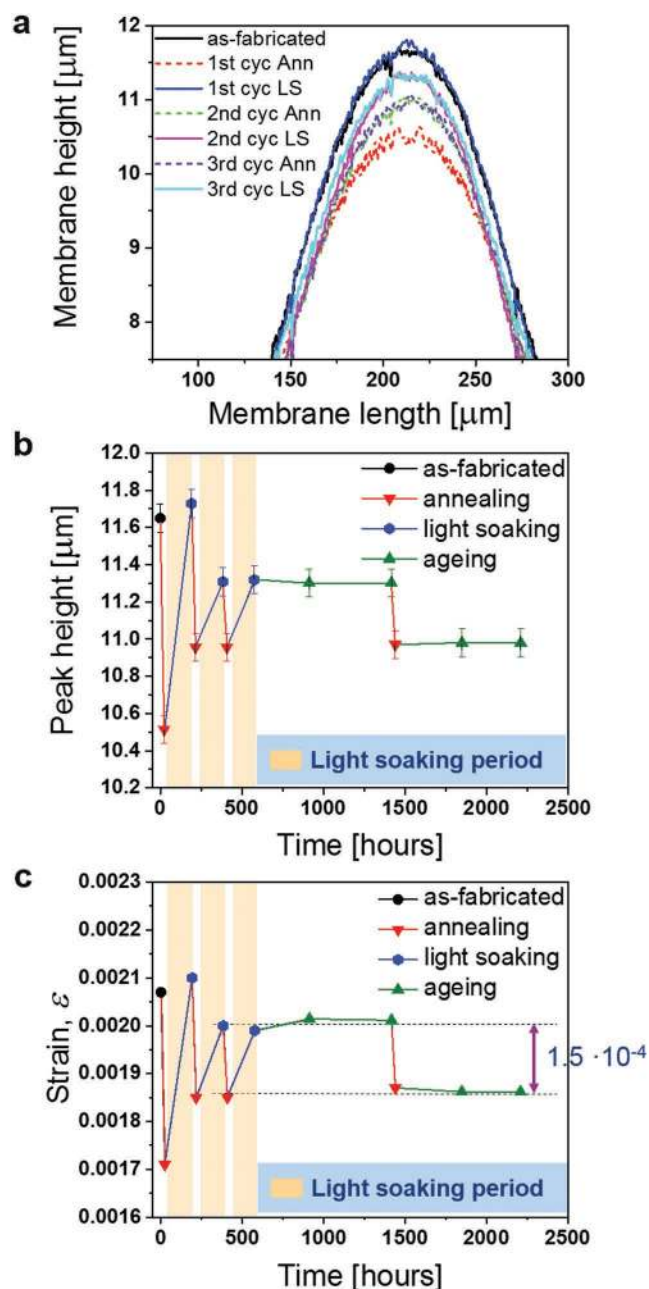 a
Membrane height [μm]
12
11
10
9
8
as-fabricated
1st cyc Ann
1st cyc LS
2nd cyc Ann
2nd cyc LS
3rd cyc Ann
3rd cyc LS
100 150 200 250 300
Membrane length [μm]
b
Peak height [μm]
12.0
11.8
11.6
11.4
11.2
11.0
10.8
10.6
10.4
10.2
as-fabricated
annealing
light soaking
ageing
Light soaking period
0 500 1000 1500 2000 2500
Time [hours]
c
Strain, ε
0.0023
0.0022
0.0021
0.0020
0.0019
0.0018
0.0017
0.0016
as-fabricated
annealing
light soaking
ageing
1.5 ·10⁻⁴
Light soaking period
0 500 1000 1500 2000 2500
Time [hours]